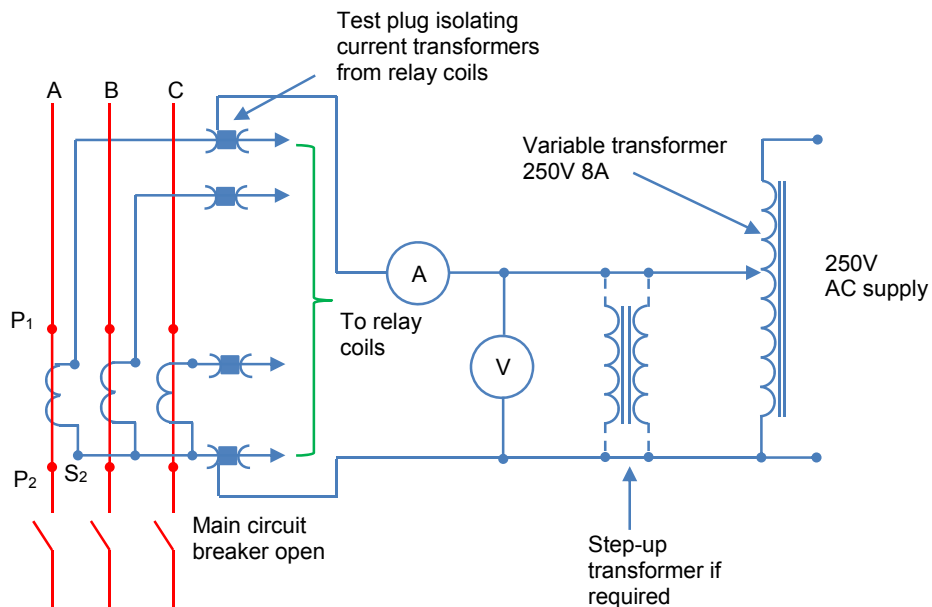 Test plug isolating
current transformers
from relay coils
A
B
C
Variable transformer
250V 8A
A
250V
AC supply
P1
To relay
coils
V
P2
S2
Main circuit
breaker open
Step-up
transformer if
required